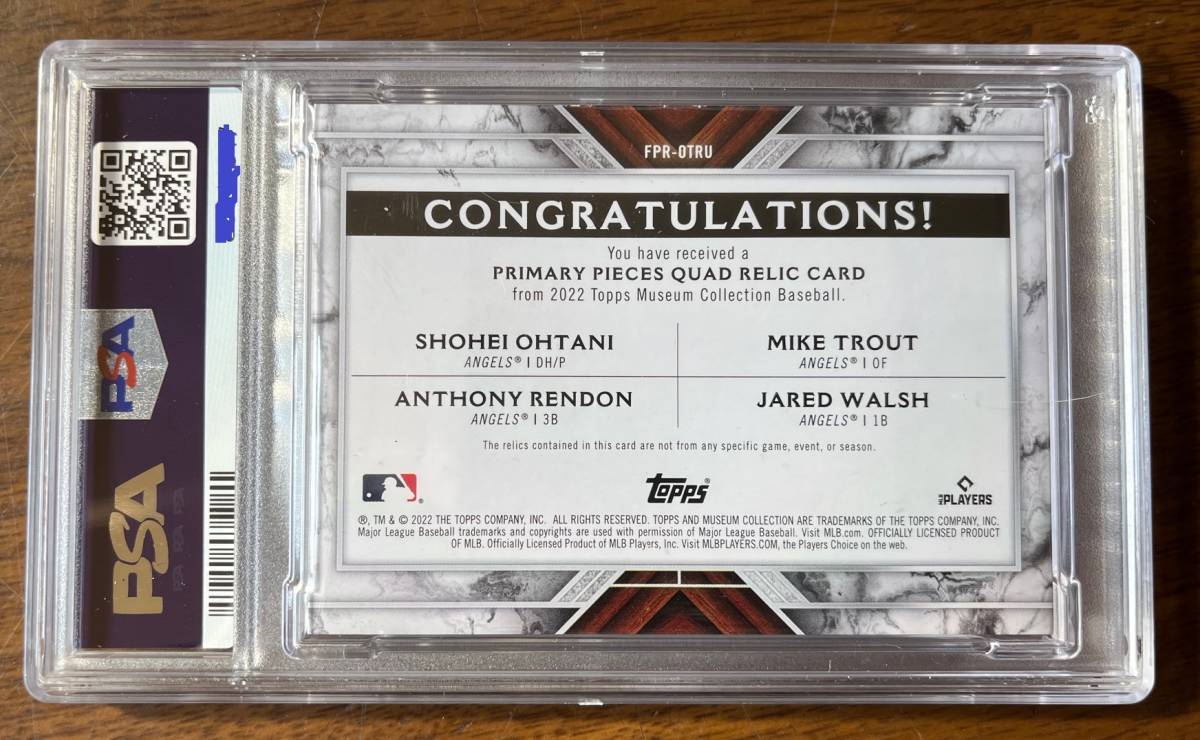 FPR-OTRU
CONGRATULATIONS!
You have received a
PRIMARY PIECES QUAD RELIC CARD
from 2022 Topps Museum Collection Baseball.
SHOHEI OHTANI
ANGELS® | DH/P
MIKE TROUT
ANGELS® | OF
ANTHONY RENDON
ANGELS® | 3B
JARED WALSH
ANGELS® | 1B
The relics contained in this card are not from any specific game, event, or season.
Topps®
MLB PLAYERS
®, TM & © 2022 THE TOPPS COMPANY, INC. ALL RIGHTS RESERVED. TOPPS AND MUSEUM COLLECTION ARE TRADEMARKS OF THE TOPPS COMPANY, INC.
Major League Baseball trademarks and copyrights are used with permission of Major League Baseball. Visit MLB.com. OFFICIALLY LICENSED PRODUCT
OF MLB. Officially Licensed Product of MLB Players, Inc. Visit MLBPLAYERS.COM, the Players Choice on the web.
PSA
PSA